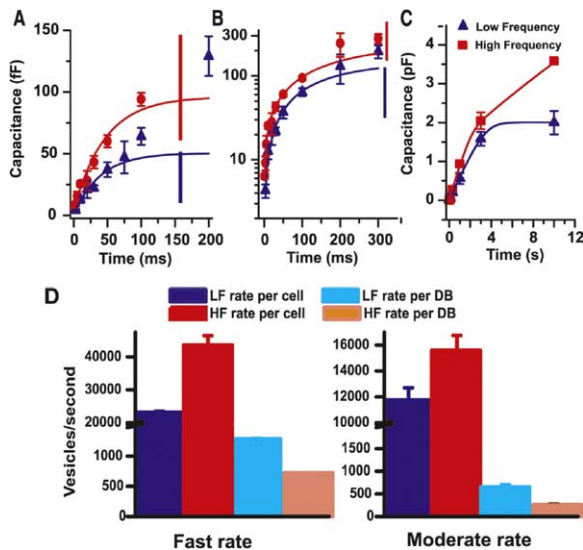 A
Capacitance (fF)
150
100
50
0
0 50 100 150 200
Time (ms)
B
300
100
10
0 100 200 300
Time (ms)
C
Capacitance (pF)
4
3
2
1
0
0 4 8 12
Time (s)
Low Frequency
High Frequency
D
LF rate per cell
LF rate per DB
HF rate per cell
HF rate per DB
Vesicles/second
40000
30000
20000
1000
500
0
Fast rate
16000
14000
12000
10000
1500
1000
500
0
Moderate rate